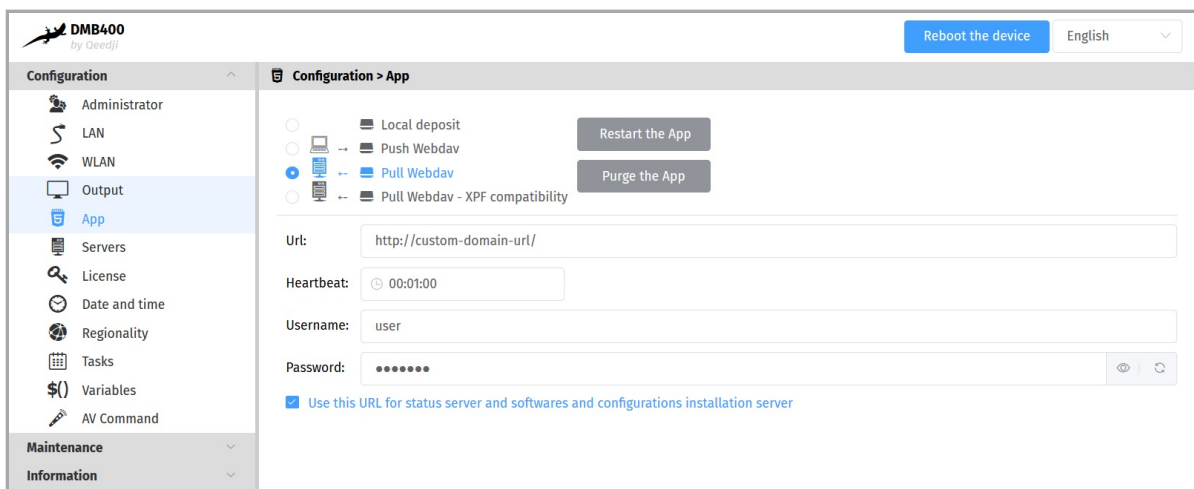 DMB400
by Qeedji
Reboot the device
English
Configuration
Administrator
LAN
WLAN
Output
App
Servers
License
Date and time
Regionality
Tasks
$() Variables
AV Command
Maintenance
Information
Configuration > App
Local deposit
Push Webdav
Pull Webdav
Pull Webdav - XPF compatibility
Restart the App
Purge the App
Url: http://custom-domain-url/
Heartbeat: 00:01:00
Username: user
Password: •••••••
Use this URL for status server and softwares and configurations installation server